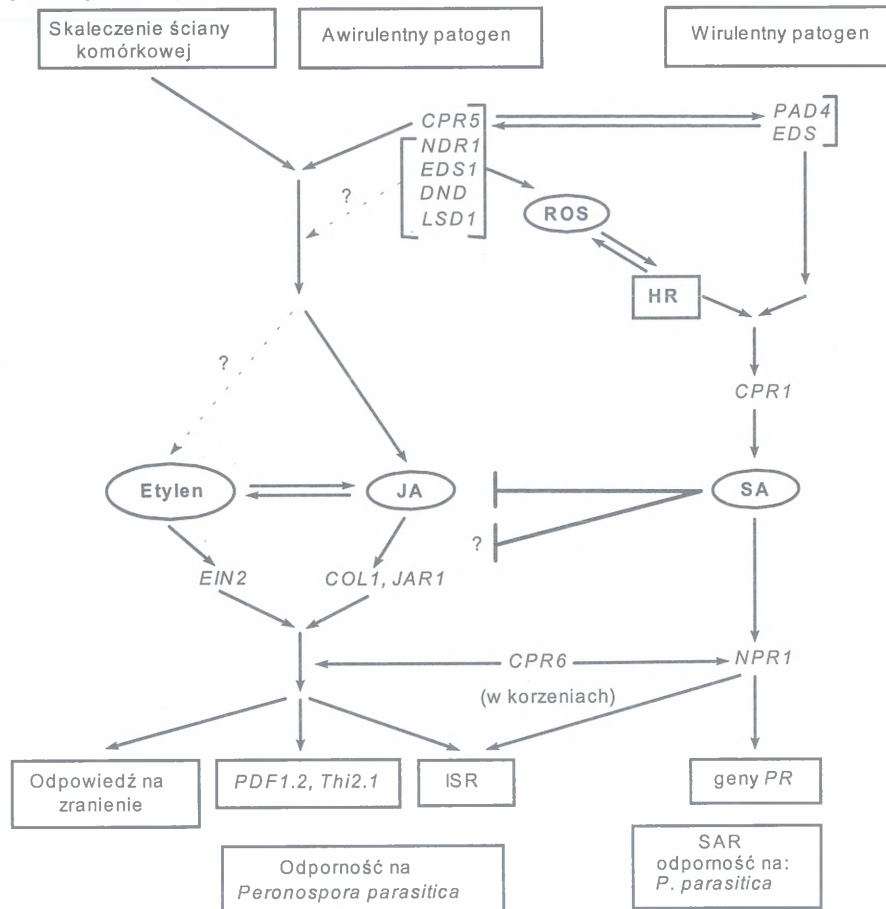 Skaleczenie ściany
komórkowej
Awirulentny patogen
Wirulentny patogen
CPR5
NDR1
EDS1
DND
LSD1
PAD4
EDS
?
ROS
HR
?
CPR1
Etylen
JA
SA
?
EIN2
COL1, JAR1
CPR6
NPR1
(w korzeniach)
Odpowiedź na
zranienie
PDF1.2, Thi2.1
ISR
geny PR
Odporność na
Peronospora parasitica
SAR
odporność na:
P. parasitica